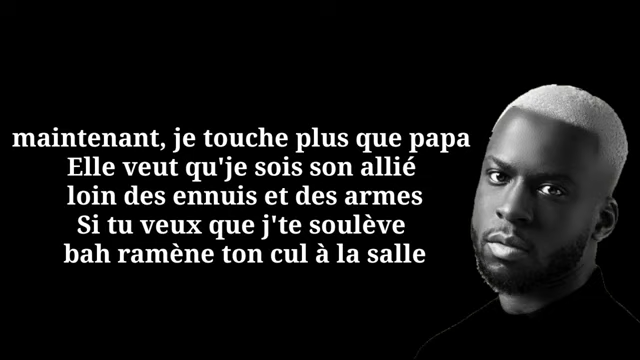 maintenant, je touche plus que papa
Elle veut qu'je sois son allié
loin des ennuis et des armes
Si tu veux que j'te soulève
bah ramène ton cul à la salle